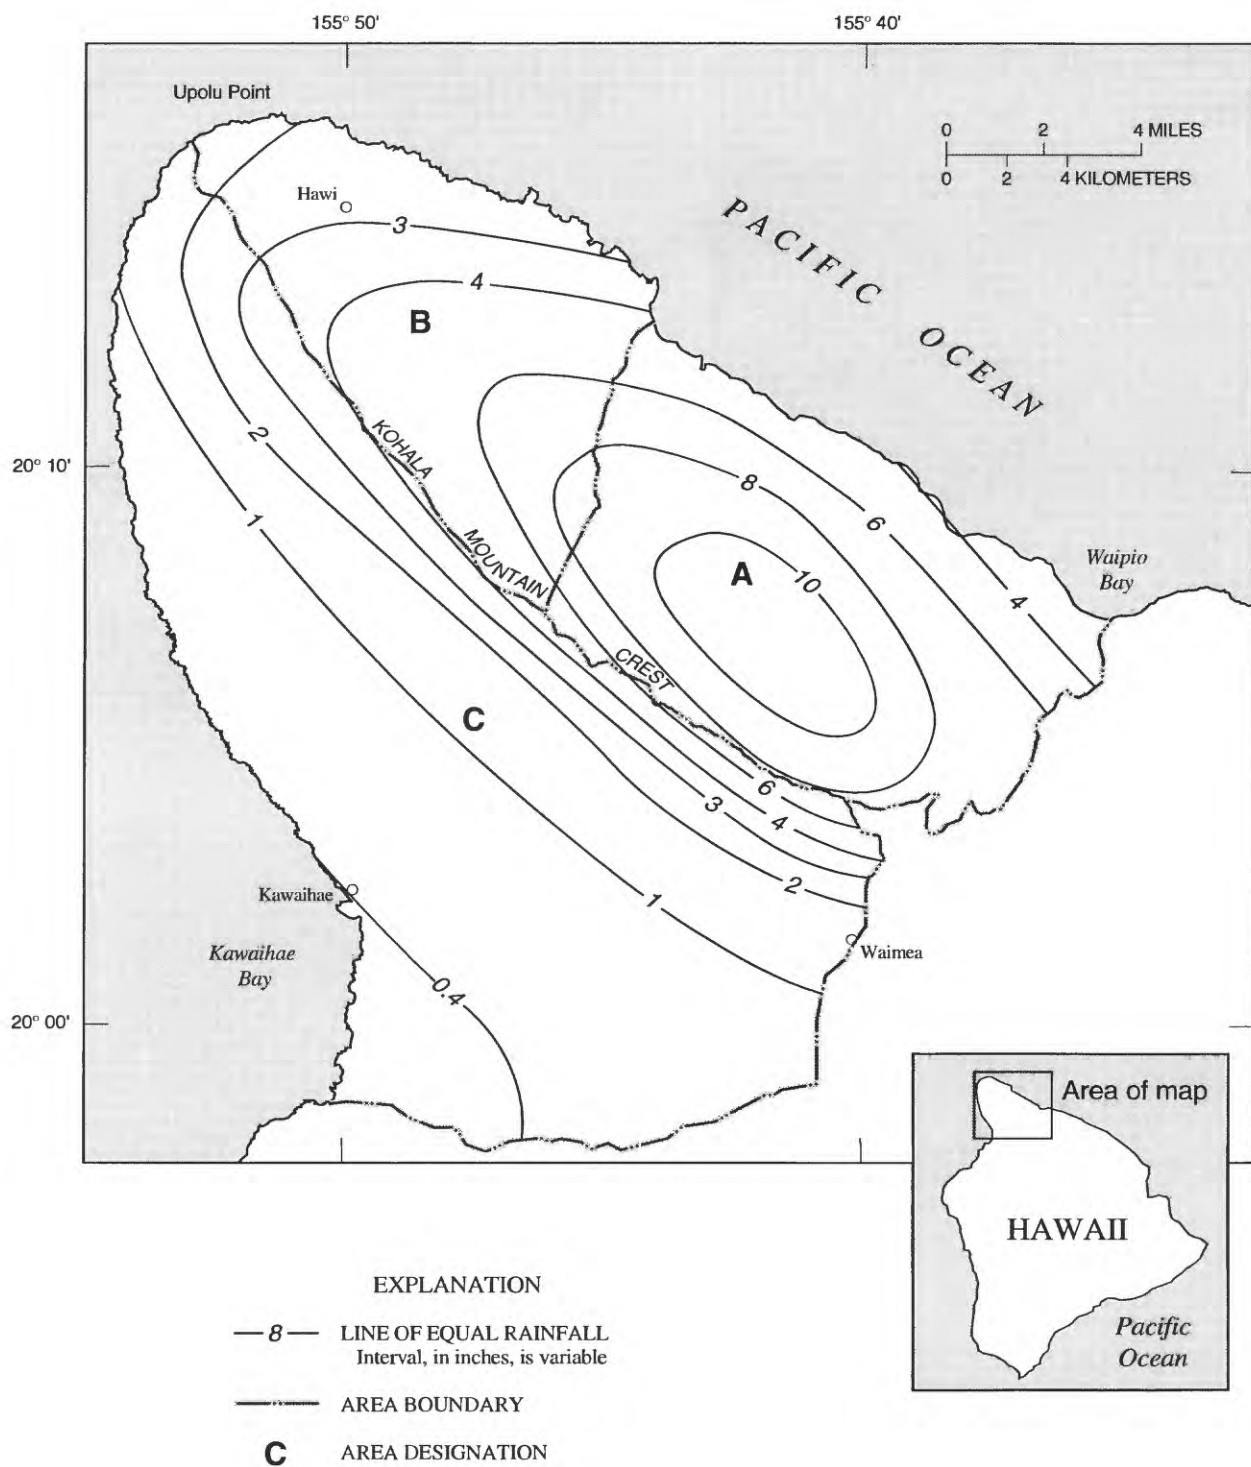 155° 50'
155° 40'
Upolu Point
0 2 4 MILES
0 2 4 KILOMETERS
Hawi
PACIFIC OCEAN
3
4
B
2
KOHALA
20° 10'
8
6
1
MOUNTAIN
A
10
Waipio
Bay
4
CREST
C
6
3
4
2
1
Kawaihae
Waimea
Kawaihae
Bay
0.4
20° 00'
Area of map
HAWAII
Pacific
Ocean
EXPLANATION
8 LINE OF EQUAL RAINFALL
Interval, in inches, is variable
AREA BOUNDARY
C AREA DESIGNATION